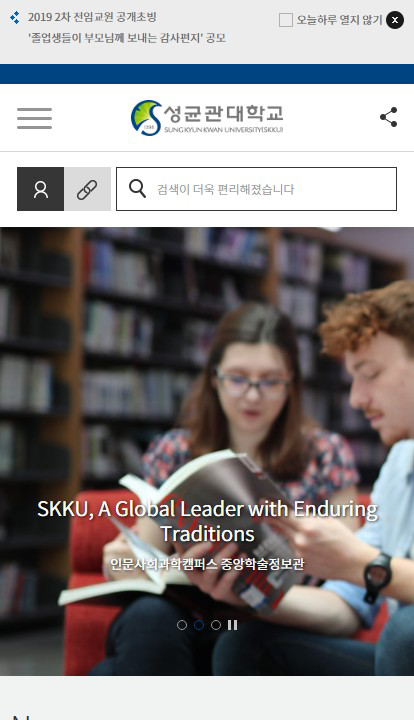 2019 2차 전임교원 공개초빙
오늘하루 열지 않기
'졸업생들이 부모님께 보내는 감사편지' 공모
성균관대학교
SUNGKYUNKWAN UNIVERSITY(SKKU)
1398
검색이 더욱 편리해졌습니다
SKKU, A Global Leader with Enduring
Traditions
인문사회과학캠퍼스 중앙학술정보관